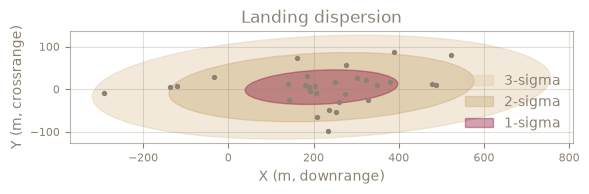 Landing dispersion
Y (m, crossrange)
100
0
−100
3-sigma
2-sigma
1-sigma
−200
0
200
400
600
800
X (m, downrange)